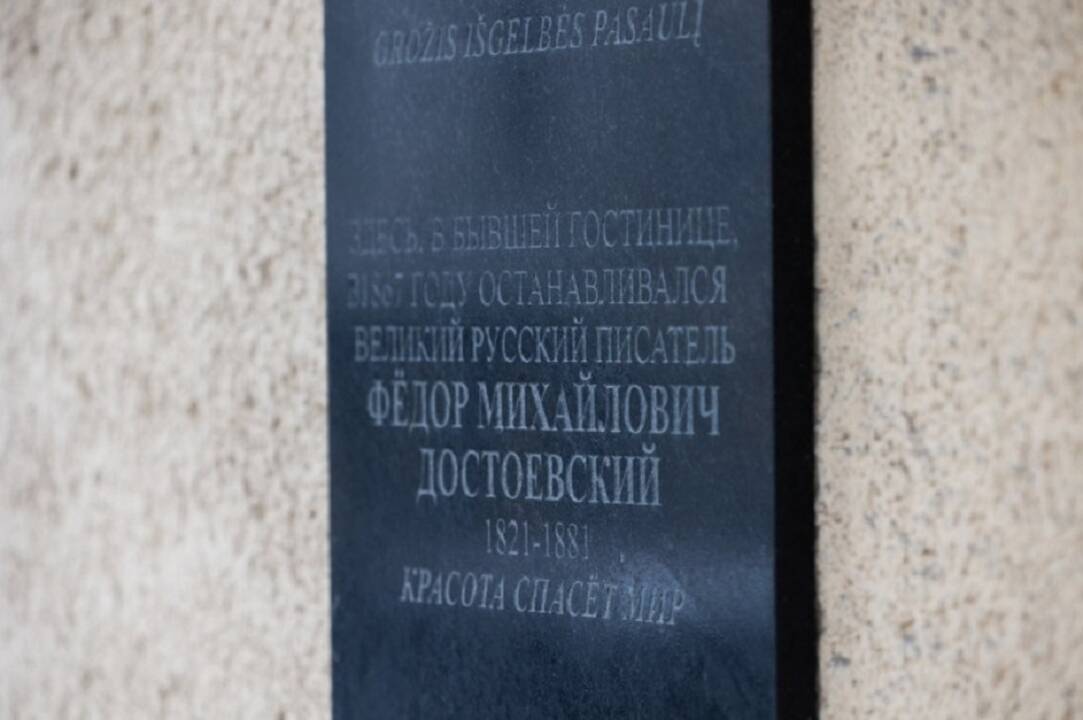 GROŽIS IŠGELBĖS PASAULĮ
ЗДЕСЬ, В БЫВШЕЙ ГОСТИНИЦЕ,
В 1867 ГОДУ ОСТАНАВЛИВАЛСЯ
ВЕЛИКИЙ РУССКИЙ ПИСАТЕЛЬ
ФЁДОР МИХАЙЛОВИЧ
ДОСТОЕВСКИЙ
1821-1881
КРАСОТА СПАСЁТ МИР